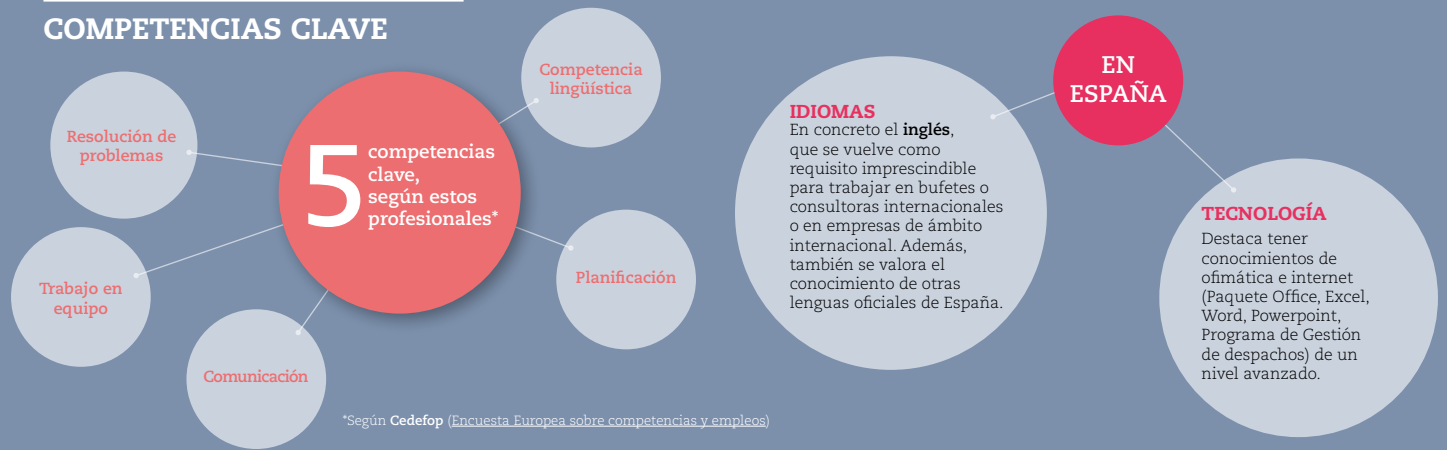 COMPETENCIAS CLAVE
Resolución de
problemas
Trabajo en
equipo
Comunicación
5
competencias
clave,
según estos
profesionales*
Competencia
lingüística
Planificación
*Según Cedefop (Encuesta Europea sobre competencias y empleos)
EN
ESPAÑA
IDIOMAS
En concreto el inglés,
que se vuelve como
requisito imprescindible
para trabajar en bufetes o
consultoras internacionales
o en empresas de ámbito
internacional. Además,
también se valora el
conocimiento de otras
lenguas oficiales de España.
TECNOLOGÍA
Destaca tener
conocimientos de
ofimática e internet
(Paquete Office, Excel,
Word, Powerpoint,
Programa de Gestión
de despachos) de un
nivel avanzado.